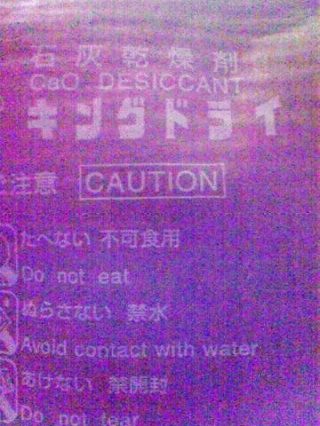 石灰乾燥剤
CaO DESICCANT
キングドライ
ご注意 CAUTION
たべない 不可食用
Do not eat
ぬらさない 禁水
Avoid contact with water
あけない 禁開封
Do not tear